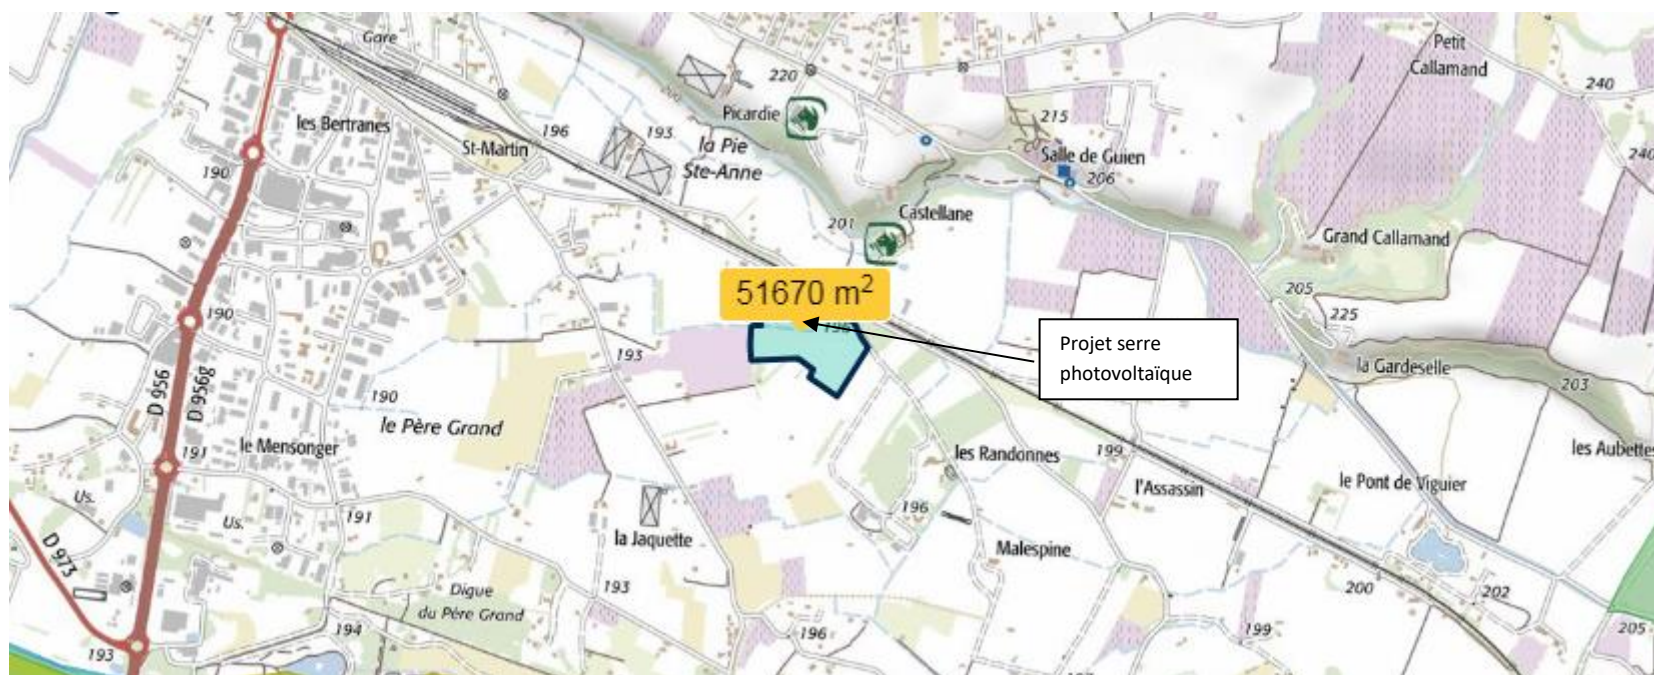 Gare
Petit
Callamand
220
240
Picardie
les Bertranes
196
193
215
St-Martin
la Pie
Ste-Anne
Salle de Guien
206
240
190
201
Castellane
Grand Callamand
51670 m²
205
190
225
Projet serre
photovoltaïque
193
la Gardeselle
203
D 956
D 956g
190
le Père Grand
le Mensonger
191
les Randonnes
199
les Aubettes
l'Assassin
le Pont de Viguier
Us.
Us.
191
196
la Jaquette
Malespine
D 973
Digue
du Père Grand
193
200
202
194
196
199
205
193
197